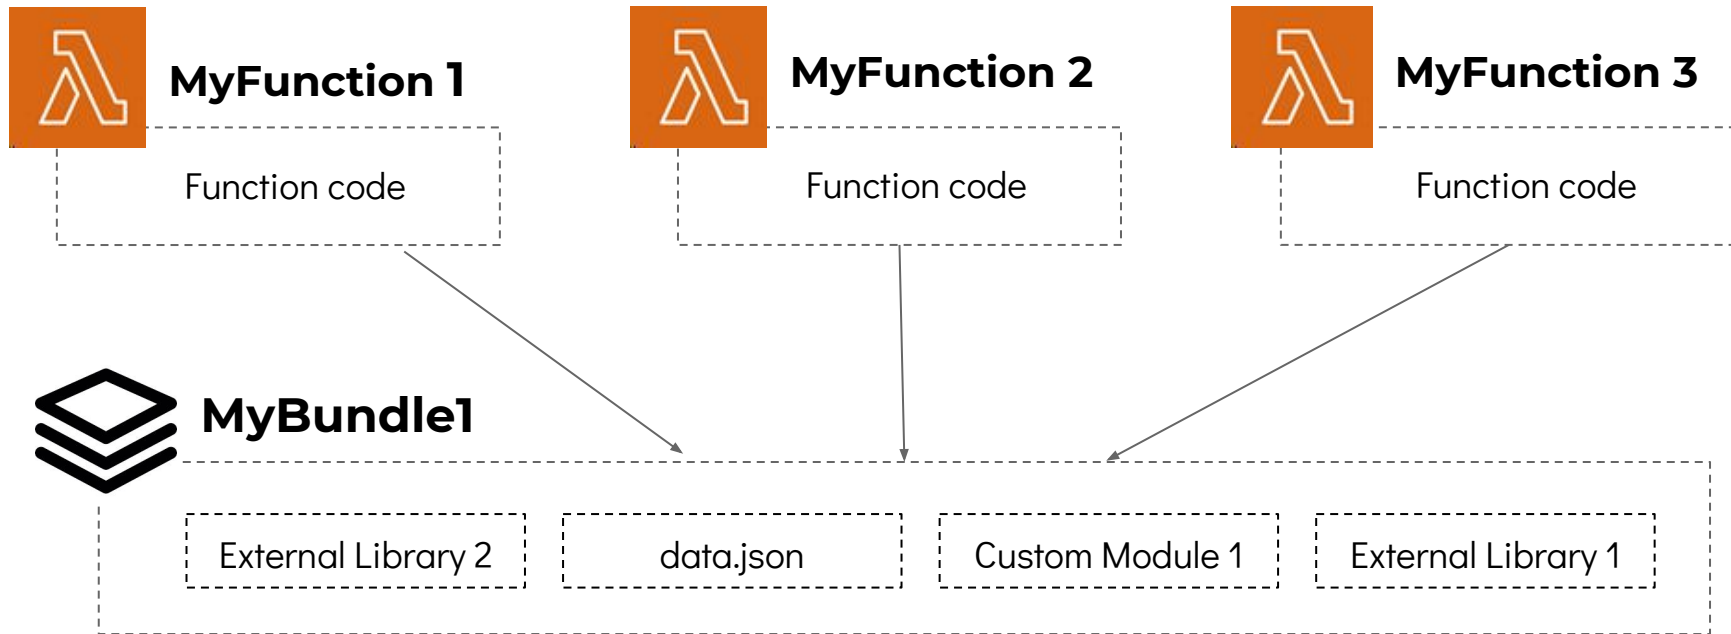 MyFunction 1
MyFunction 2
MyFunction 3
Function code
Function code
Function code
MyBundle1
External Library 2
data.json
Custom Module 1
External Library 1